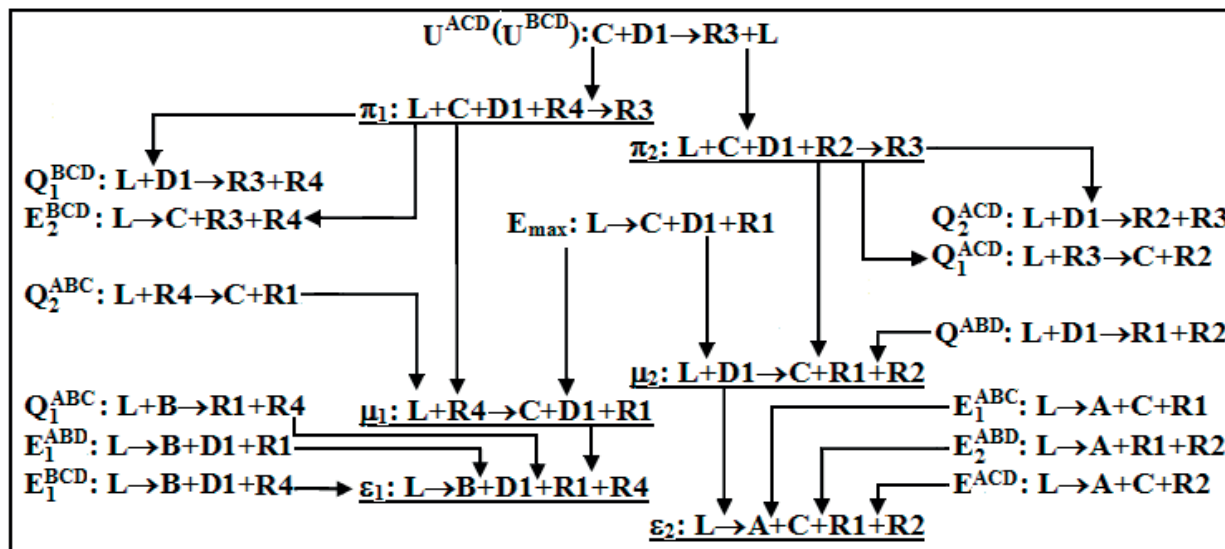 U^ACD(U^BCD): C+D1→R3+L
π₁: L+C+D1+R4→R3
π₂: L+C+D1+R2→R3
Q₁^BCD: L+D1→R3+R4
E₂^BCD: L→C+R3+R4
E_max: L→C+D1+R1
Q₂^ACD: L+D1→R2+R3
Q₁^ACD: L+R3→C+R2
Q₂^ABC: L+R4→C+R1
Q^ABD: L+D1→R1+R2
μ₂: L+D1→C+R1+R2
Q₁^ABC: L+B→R1+R4
μ₁: L+R4→C+D1+R1
E₁^ABC: L→A+C+R1
E₁^ABD: L→B+D1+R1
E₂^ABD: L→A+R1+R2
E₁^BCD: L→B+D1+R4
ε₁: L→B+D1+R1+R4
E^ACD: L→A+C+R2
ε₂: L→A+C+R1+R2